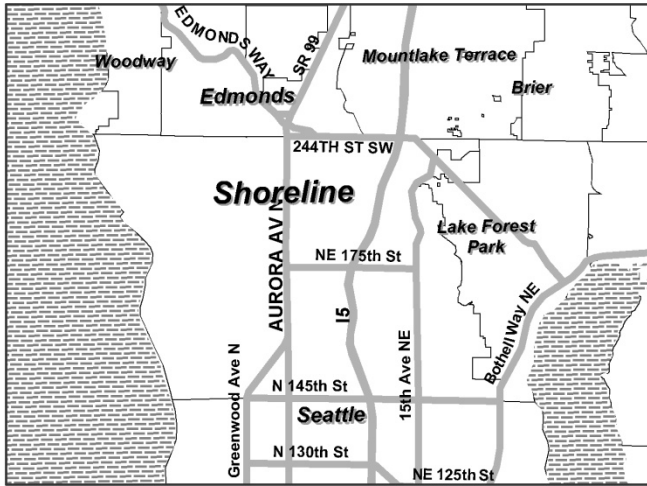 EDMONDS WAY
SR 99
Woodway
Mountlake Terrace
Edmonds
Brier
244TH ST SW
Shoreline
AURORA AV N
Lake Forest
Park
NE 175th St
I5
15th Ave NE
Bothell Way NE
Greenwood Ave N
N 145th St
Seattle
N 130th St
NE 125th St